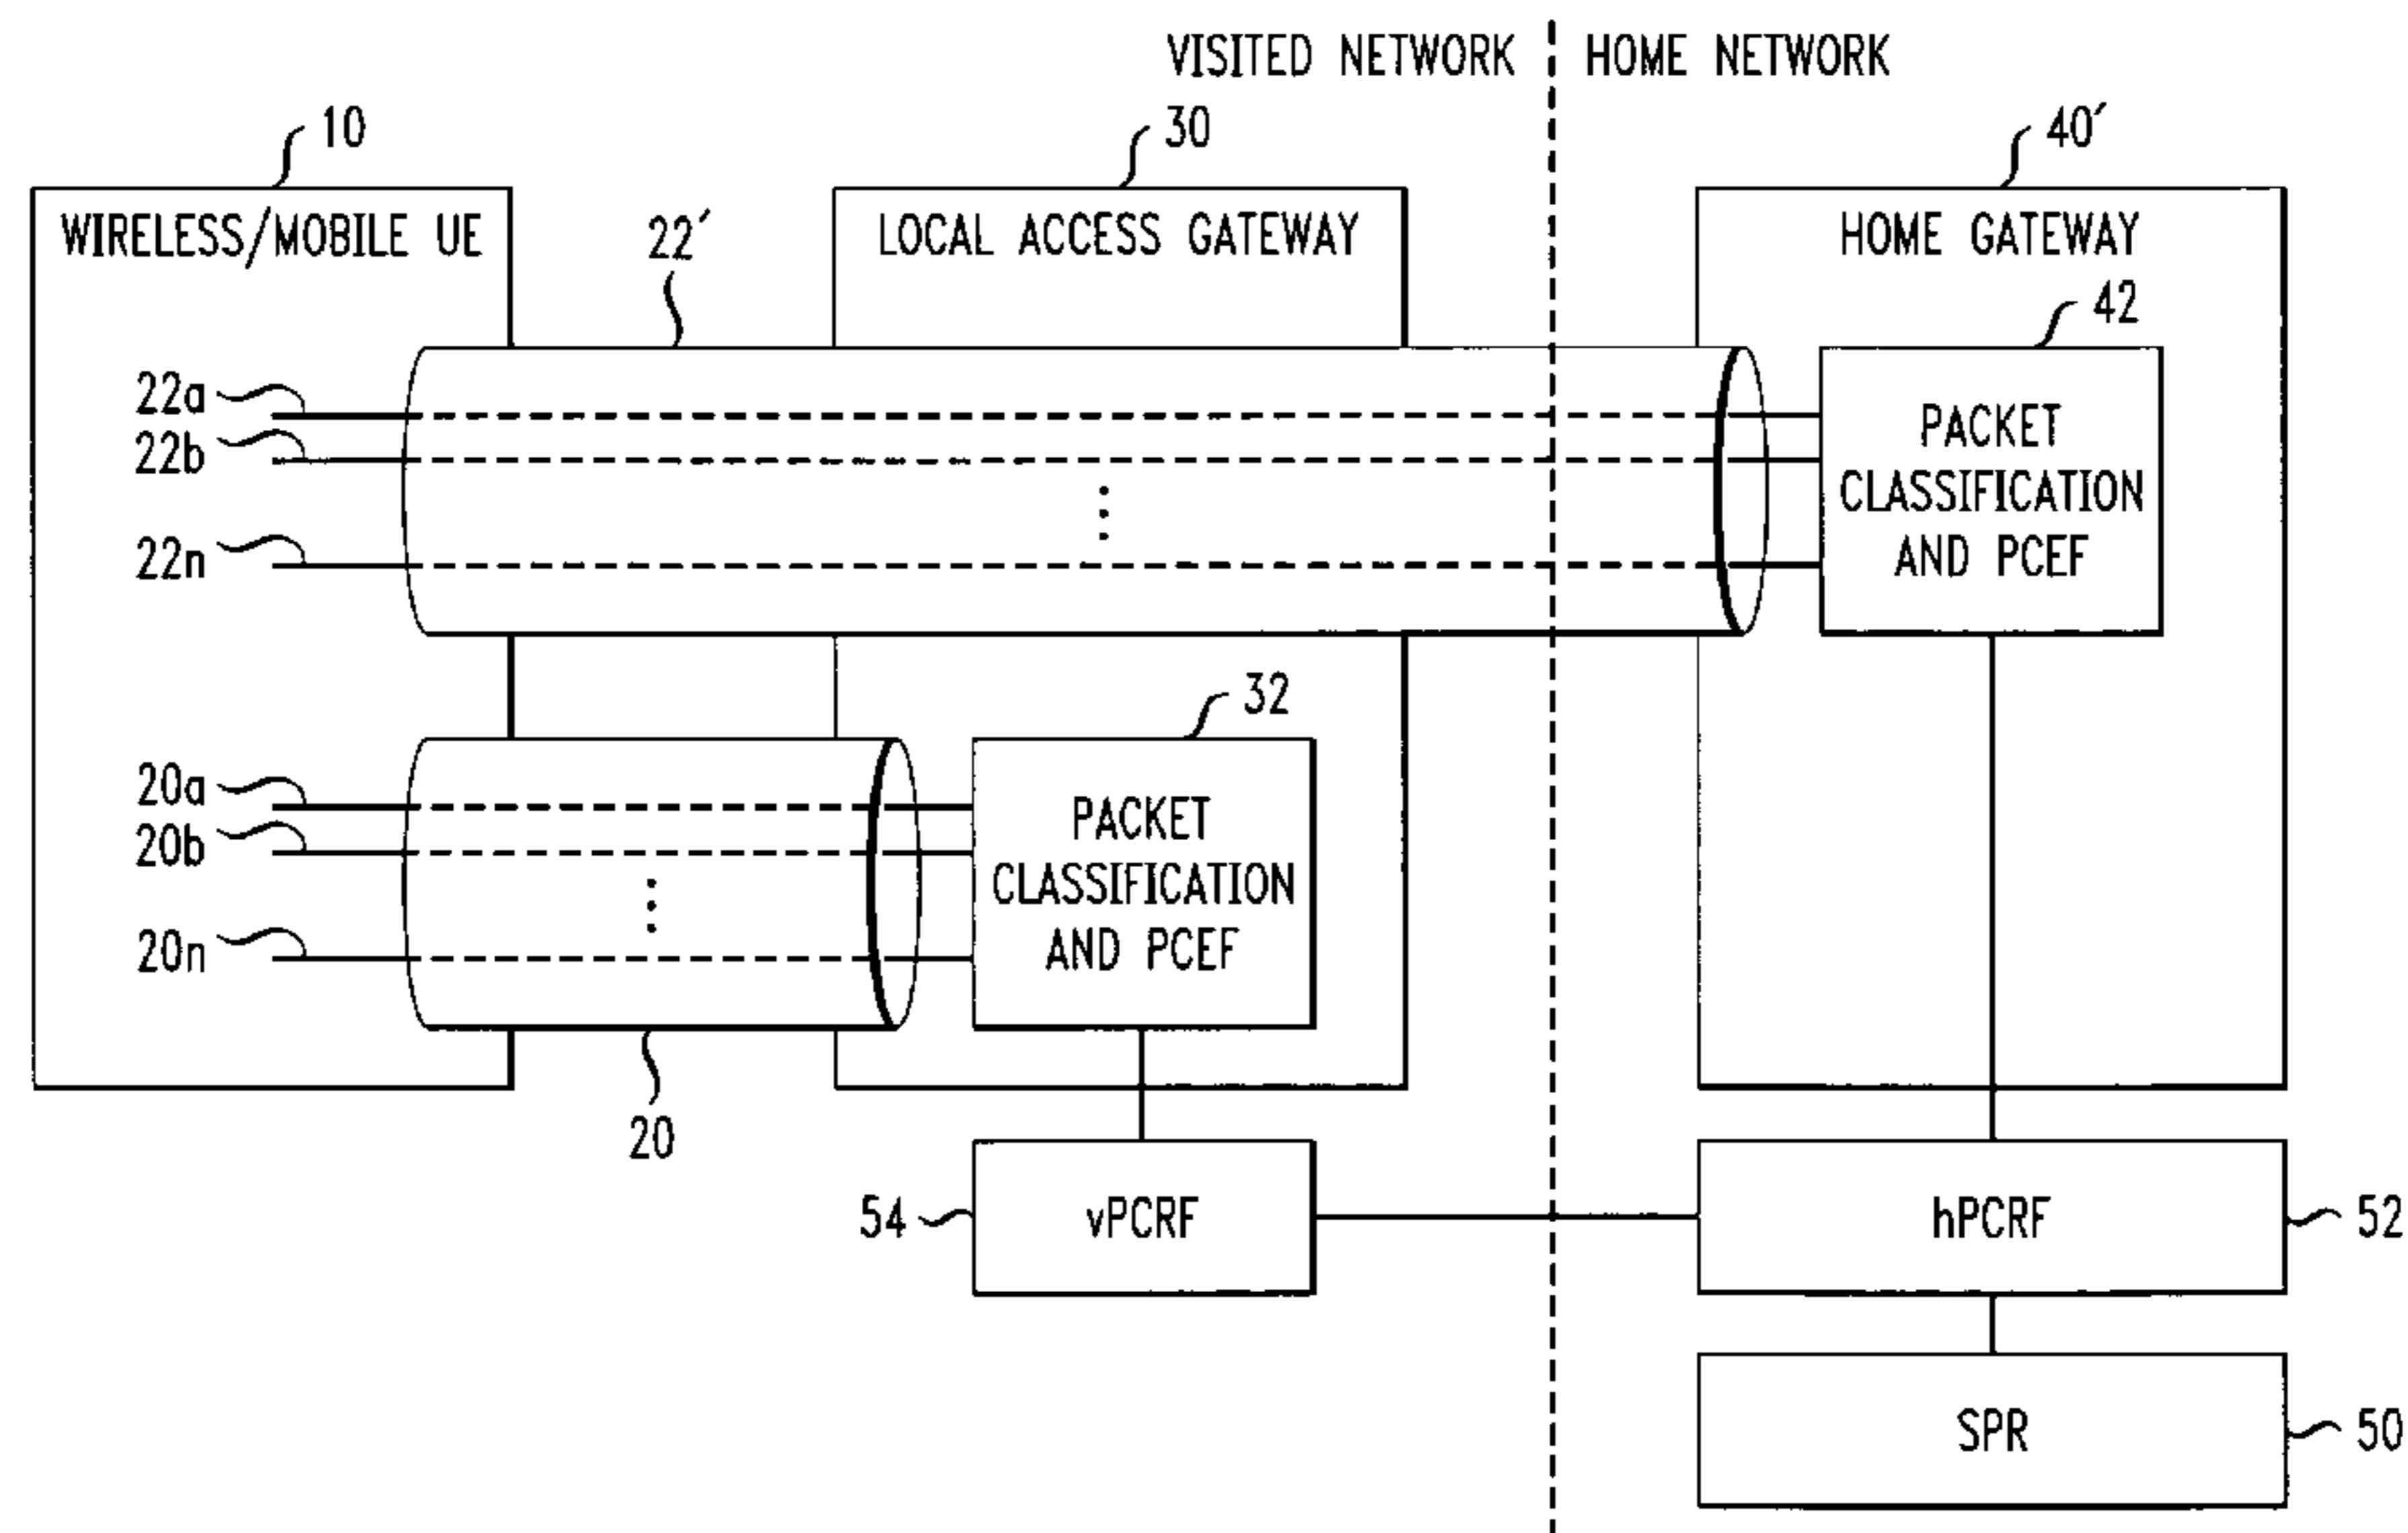 VISITED NETWORK
HOME NETWORK
10
30
40′
WIRELESS/MOBILE UE
22′
LOCAL ACCESS GATEWAY
HOME GATEWAY
42
22a
22b
22n
PACKET
CLASSIFICATION
AND PCEF
32
20a
20b
20n
PACKET
CLASSIFICATION
AND PCEF
20
54
vPCRF
hPCRF
52
SPR
50